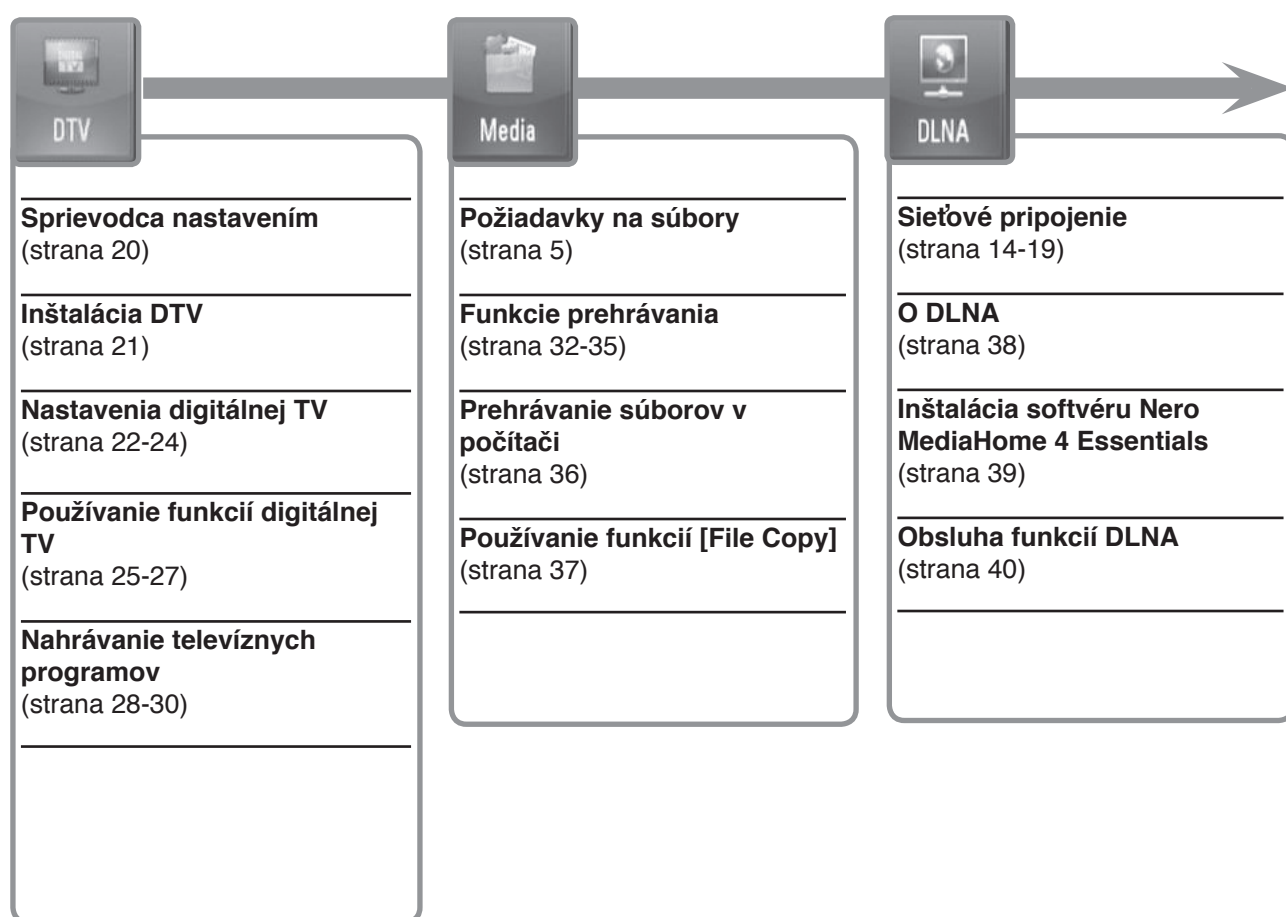 DTV
Sprievodca nastavením
(strana 20)
Inštalácia DTV
(strana 21)
Nastavenia digitálnej TV
(strana 22-24)
Používanie funkcií digitálnej
TV
(strana 25-27)
Nahrávanie televíznych
programov
(strana 28-30)
Media
Požiadavky na súbory
(strana 5)
Funkcie prehrávania
(strana 32-35)
Prehrávanie súborov v
počítači
(strana 36)
Používanie funkcií [File Copy]
(strana 37)
DLNA
Sieťové pripojenie
(strana 14-19)
O DLNA
(strana 38)
Inštalácia softvéru Nero
MediaHome 4 Essentials
(strana 39)
Obsluha funkcií DLNA
(strana 40)